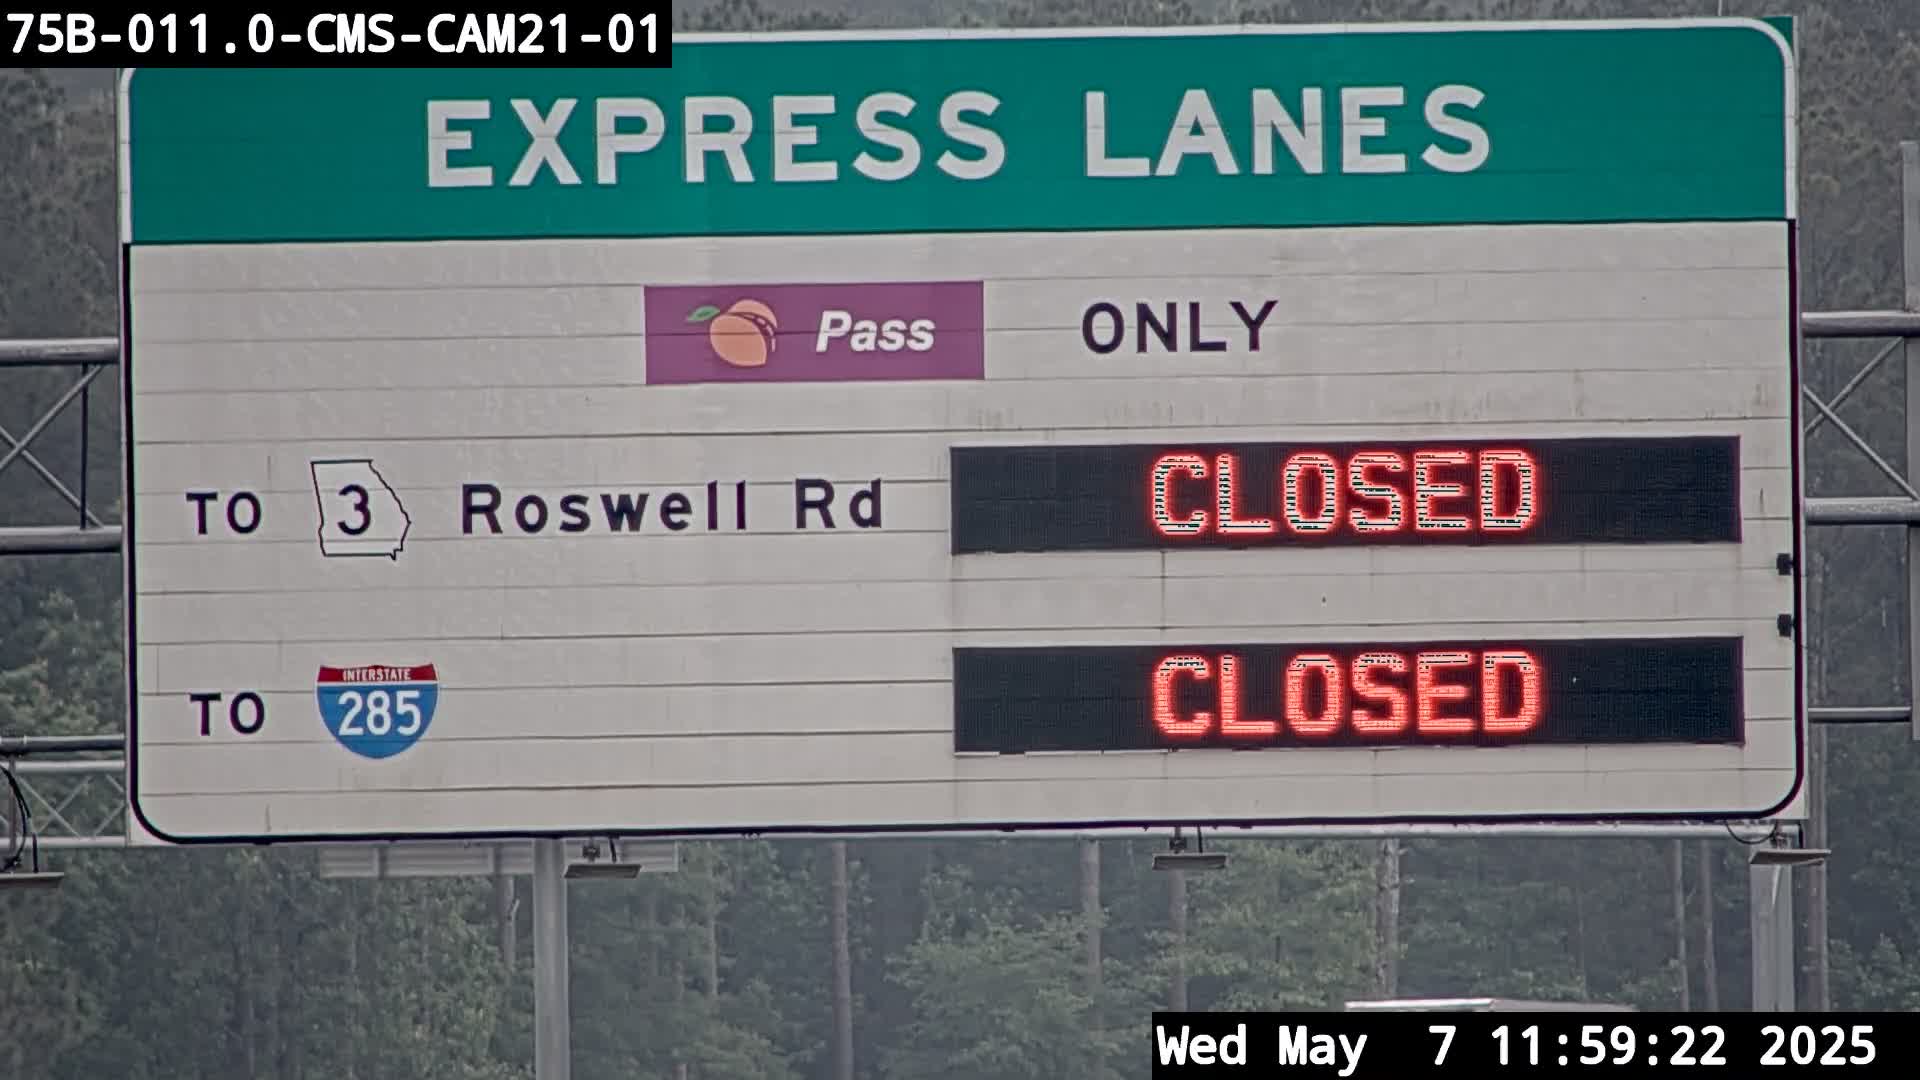 75B-011.0-CMS-CAM21-01
EXPRESS LANES
Pass ONLY
TO 3 Roswell Rd CLOSED
TO INTERSTATE 285 CLOSED
Wed May 7 11:59:22 2025